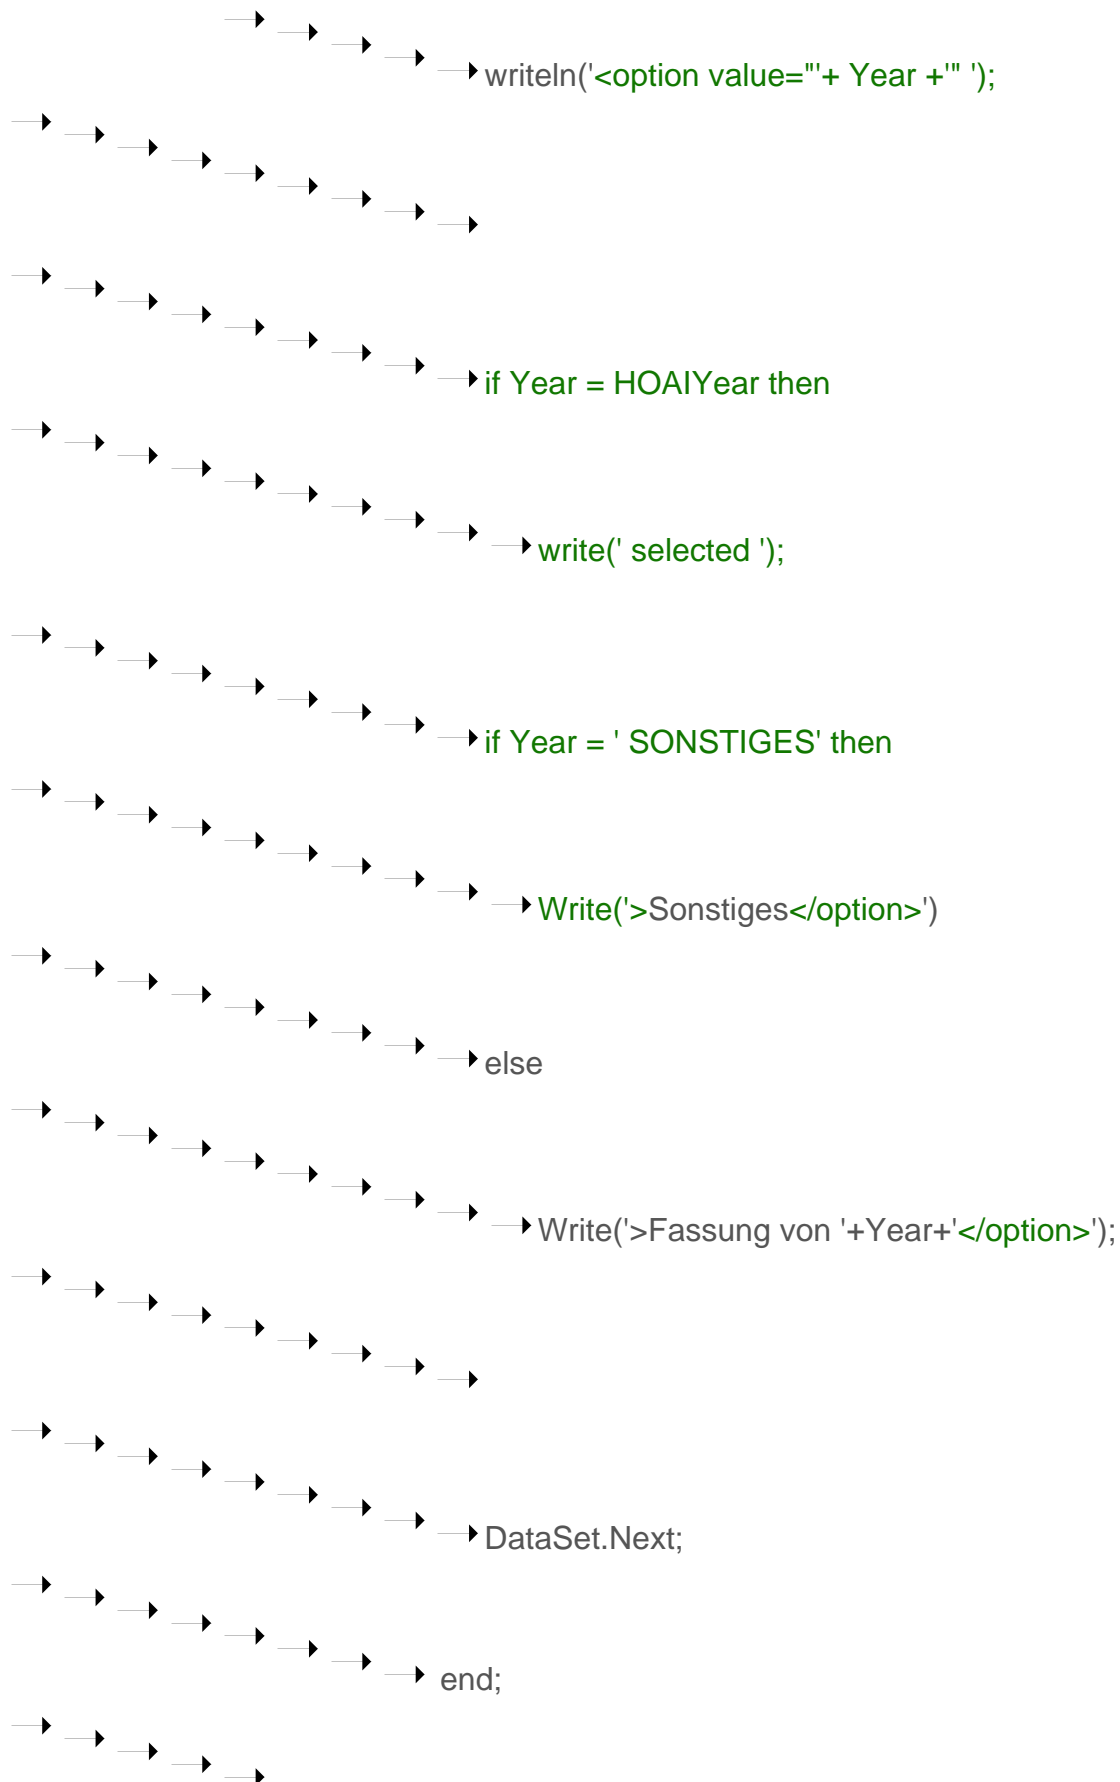 writeln('<option value="'+ Year +'" ');
if Year = HOAIYear then
write(' selected ');
if Year = ' SONSTIGES' then
Write('>Sonstiges</option>')
else
Write('>Fassung von '+Year+'</option>');
DataSet.Next;
end;